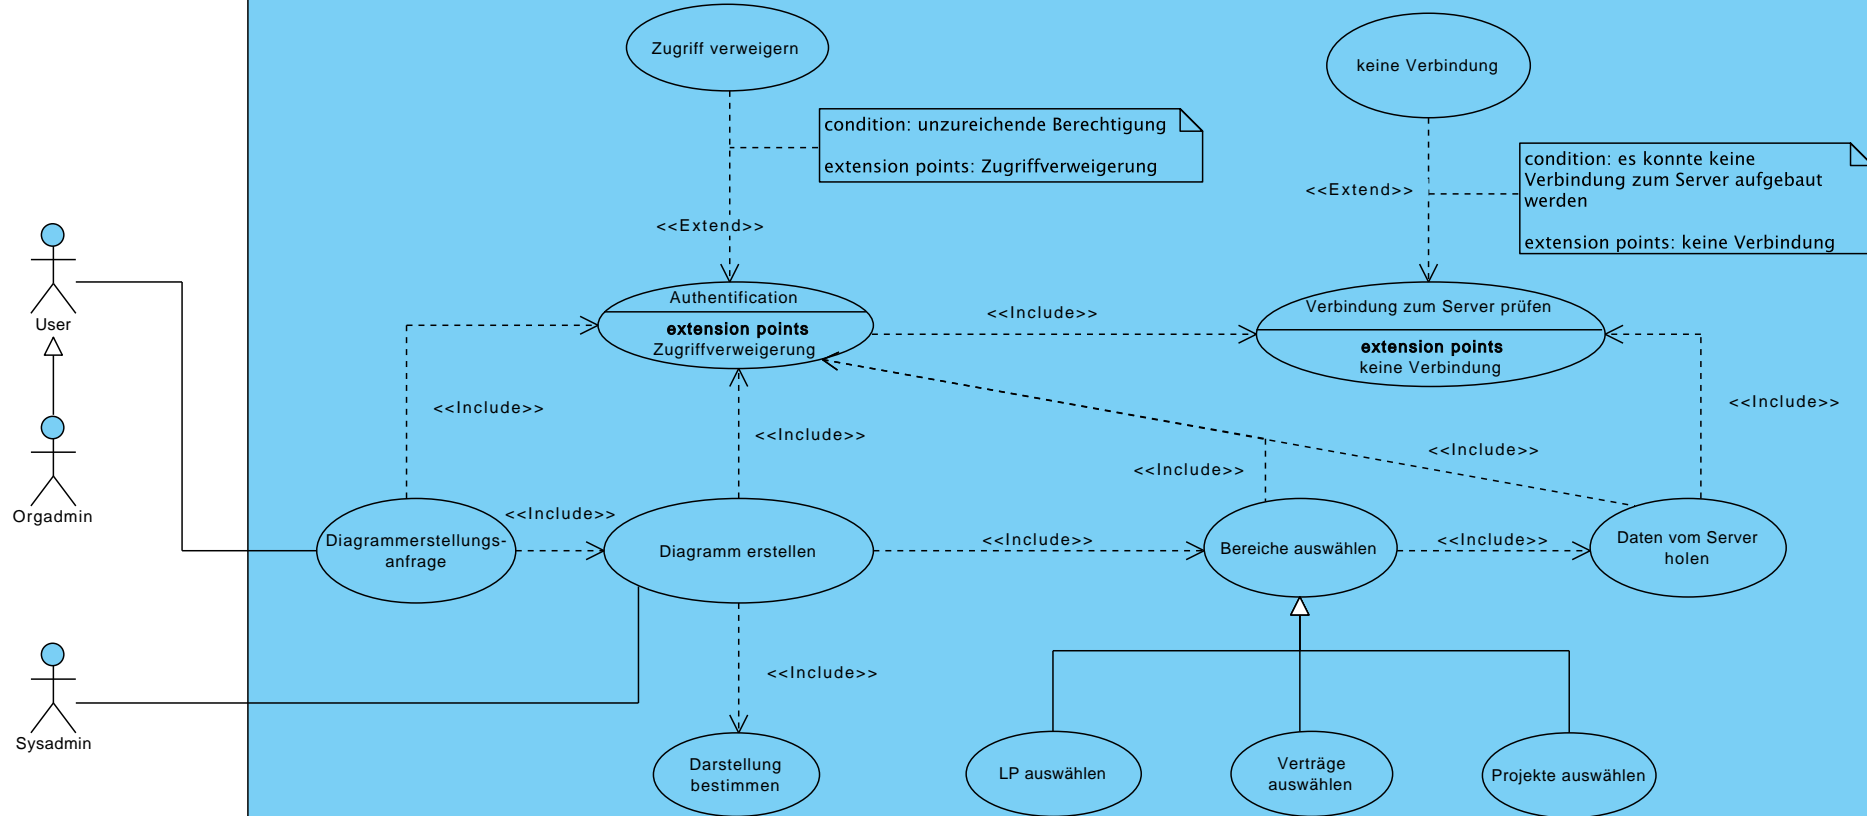 Zugriff verweigern
keine Verbindung
condition: unzureichende Berechtigung
extension points: Zugriffverweigerung
condition: es konnte keine
Verbindung zum Server aufgebaut
werden
extension points: keine Verbindung
<<Extend>>
<<Extend>>
User
Authentification
extension points
Zugriffverweigerung
<<Include>>
Verbindung zum Server prüfen
extension points
keine Verbindung
<<Include>>
<<Include>>
<<Include>>
<<Include>>
<<Include>>
Orgadmin
<<Include>>
Diagrammerstellungs-
anfrage
Diagramm erstellen
<<Include>>
Bereiche auswählen
<<Include>>
Daten vom Server
holen
<<Include>>
Sysadmin
Darstellung
bestimmen
LP auswählen
Verträge
auswählen
Projekte auswählen